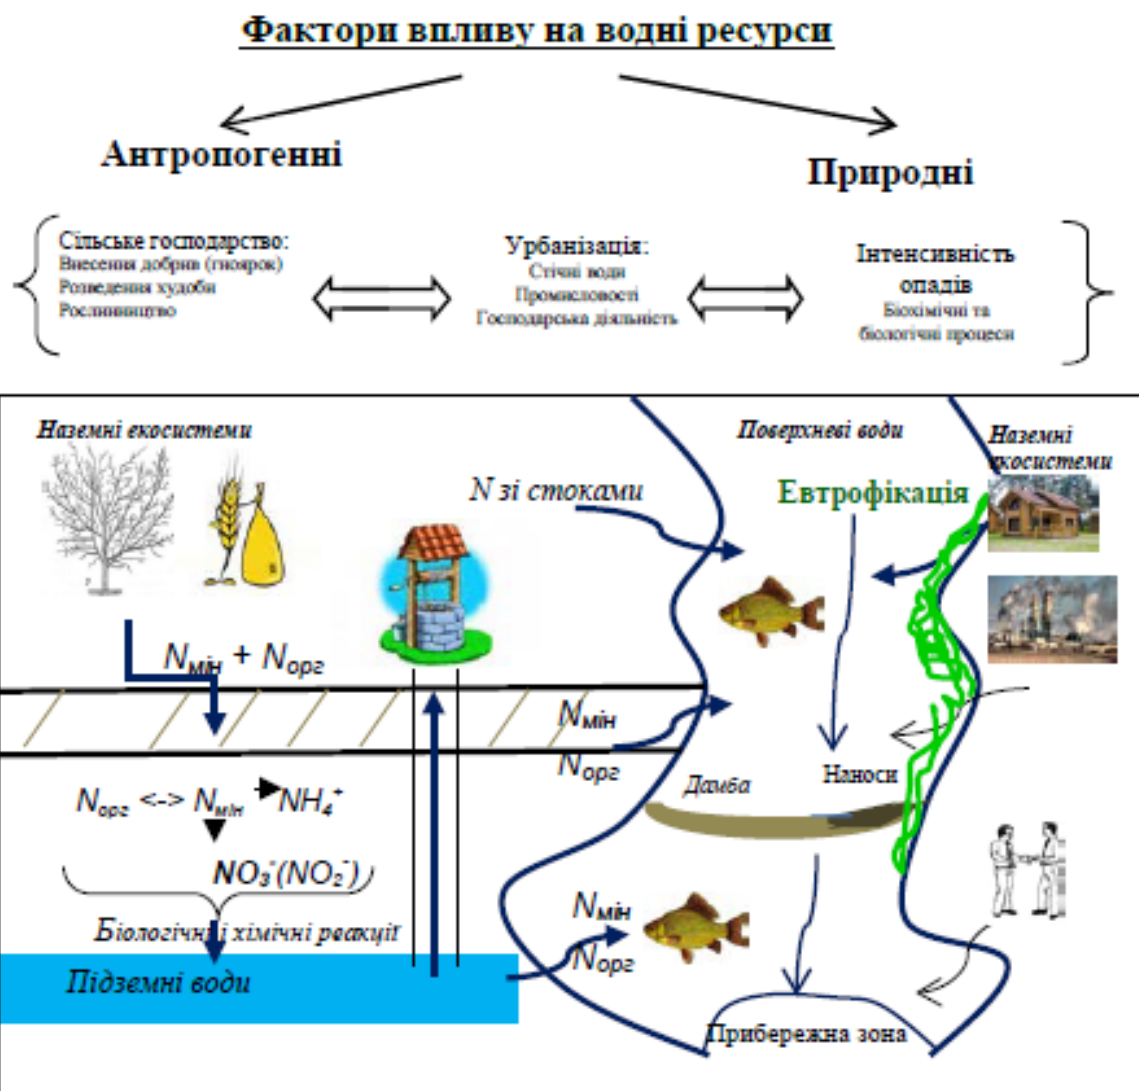 Фактори впливу на водні ресурси
Антропогенні
Природні
Сільське господарство:
Внесення добрив (гноярок)
Розведення худоби
Рослинництво
Урбанізація:
Стічні води
Промисловості
Господарська діяльність
Інтенсивність
опадів
Біохімічні та
біологічні процеси
Наземні екосистеми
Поверхневі води
Наземні
екосистеми
N зі стоками
Евтрофікація
Nмін + Nорг
Nмін
Nорг
Дамба
Наноси
Nорг <-> Nмін NH₄⁺
NO₃⁻(NO₂⁻)
Біологічні і хімічні реакції
Nмін
Nорг
Підземні води
Прибережна зона